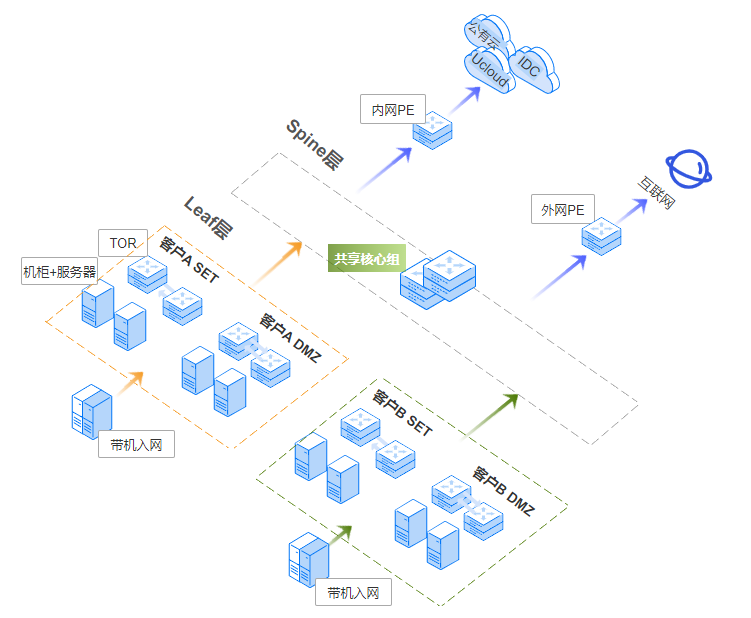 公有云
Ucloud
IDC
内网PE
Spine层
互联网
外网PE
Leaf层
TOR
客户A SET
机柜+服务器
共享核心组
客户A DMZ
带机入网
客户B SET
客户B DMZ
带机入网